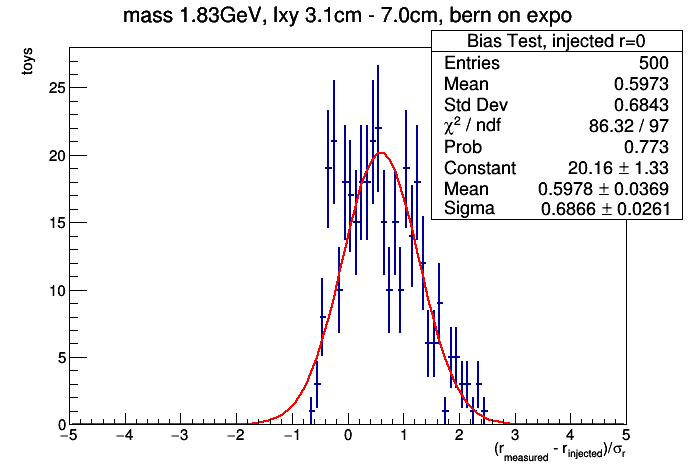 mass 1.83GeV, lxy 3.1cm - 7.0cm, bern on expo
Bias Test, injected r=0
Entries 500
Mean 0.5973
Std Dev 0.6843
χ² / ndf 86.32 / 97
Prob 0.773
Constant 20.16 ± 1.33
Mean 0.5978 ± 0.0369
Sigma 0.6866 ± 0.0261
toys
25
20
15
10
5
0
−5 −4 −3 −2 −1 0 1 2 3 4 5
(r_measured - r_injected)/σ_r